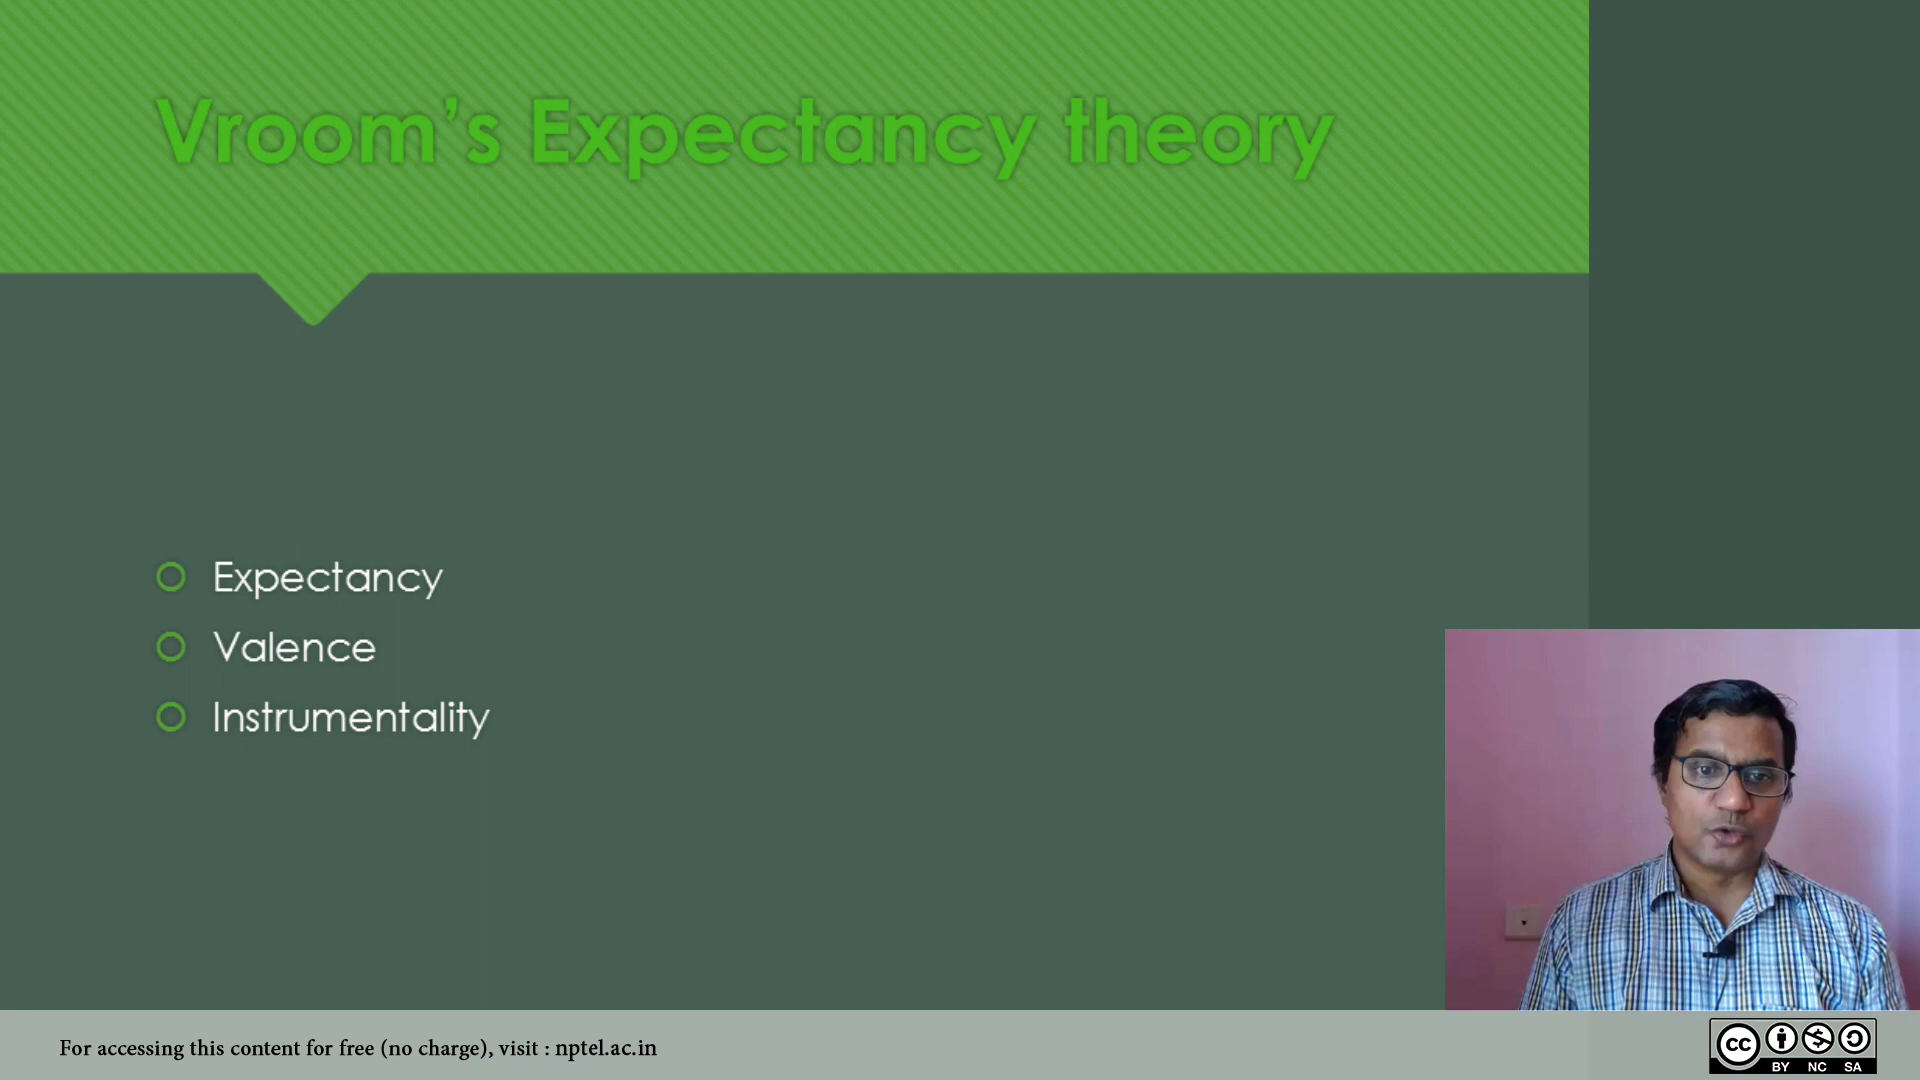 Vroom’s Expectancy theory
Expectancy
Valence
Instrumentality
For accessing this content for free (no charge), visit : nptel.ac.in
CC BY NC SA